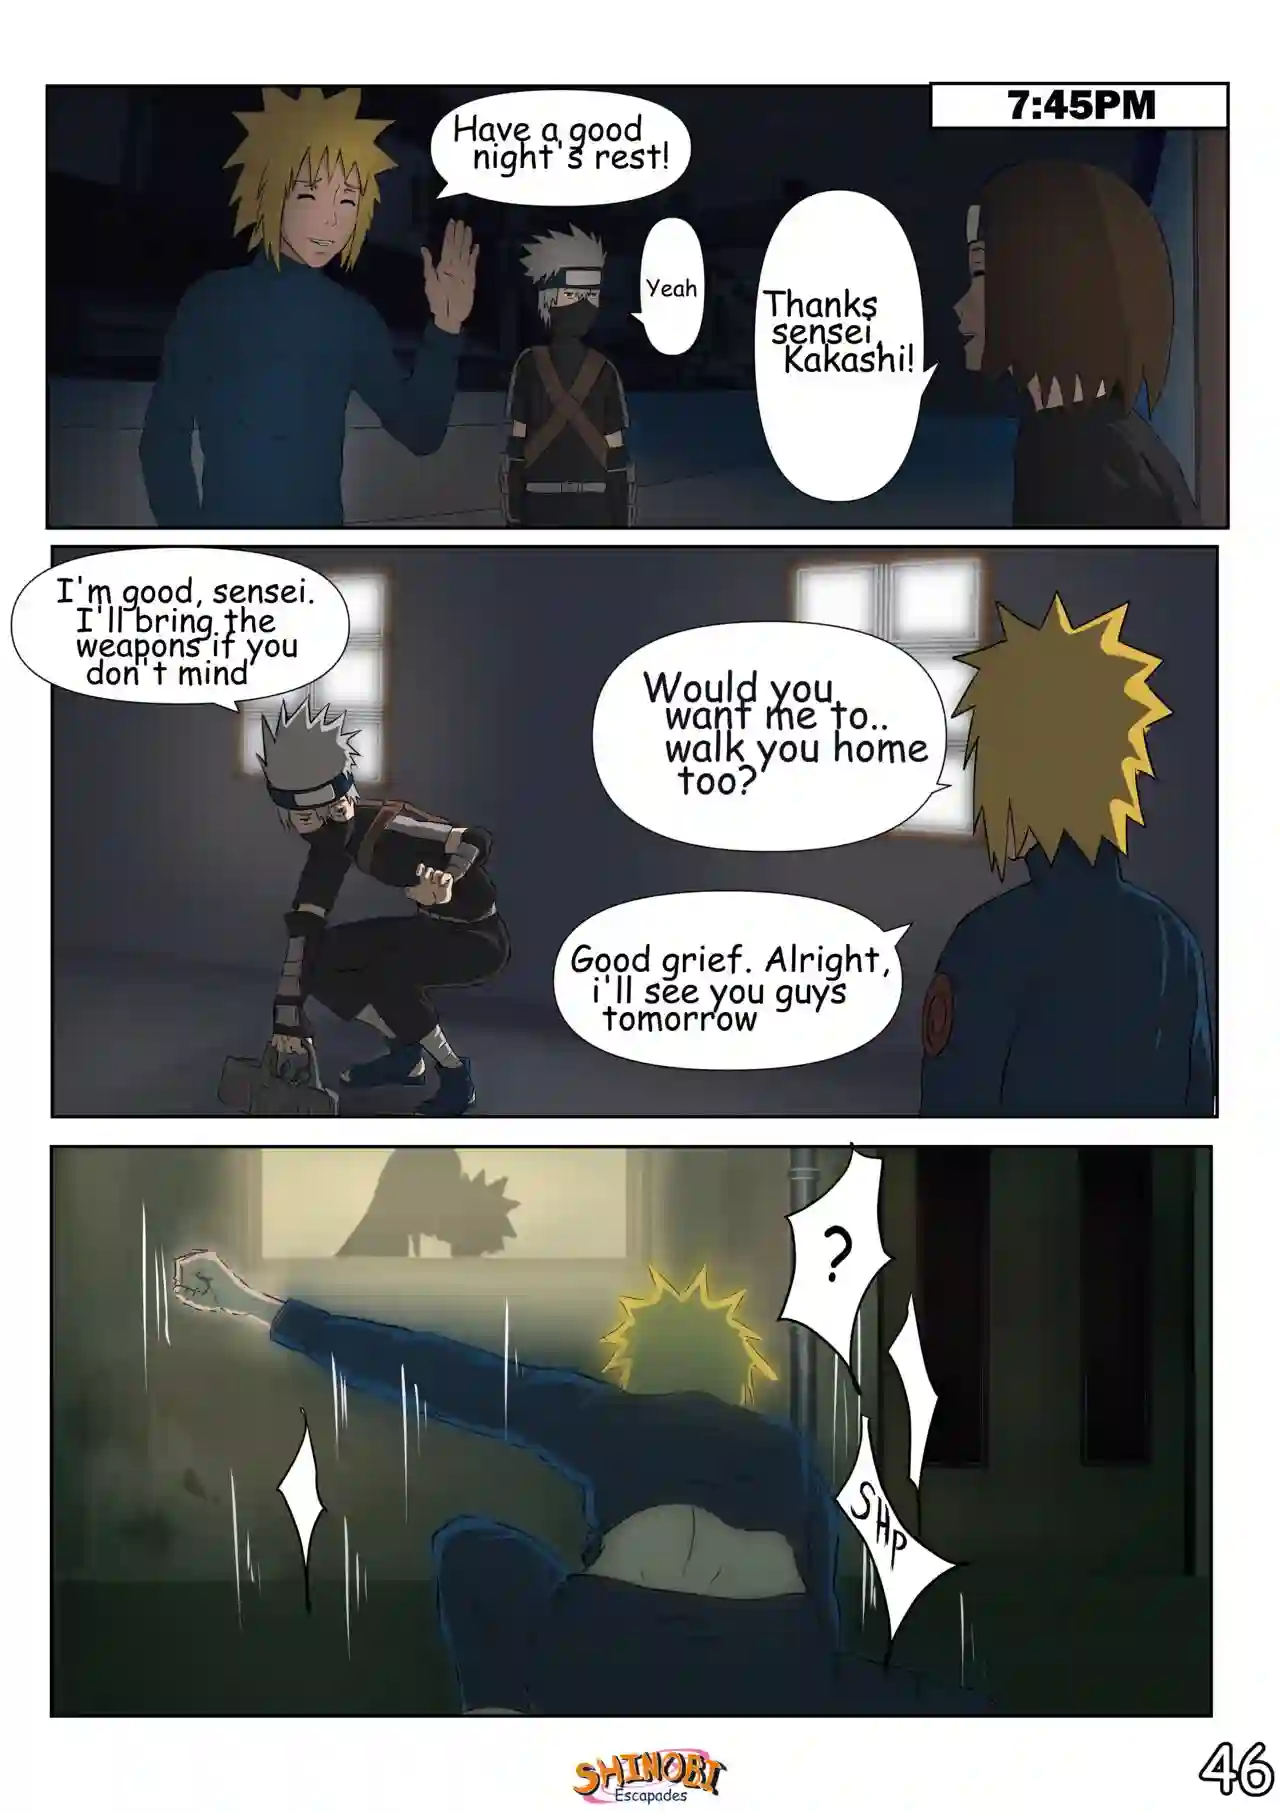 7:45PM
Have a good
night's rest!
Yeah
Thanks
sensei,
Kakashi!
I'm good, sensei.
I'll bring the
weapons if you
don't mind
Would you
want me to..
walk you home
too?
Good grief. Alright,
i'll see you guys
tomorrow
?
SHP
SHINOBI
Escapades
46